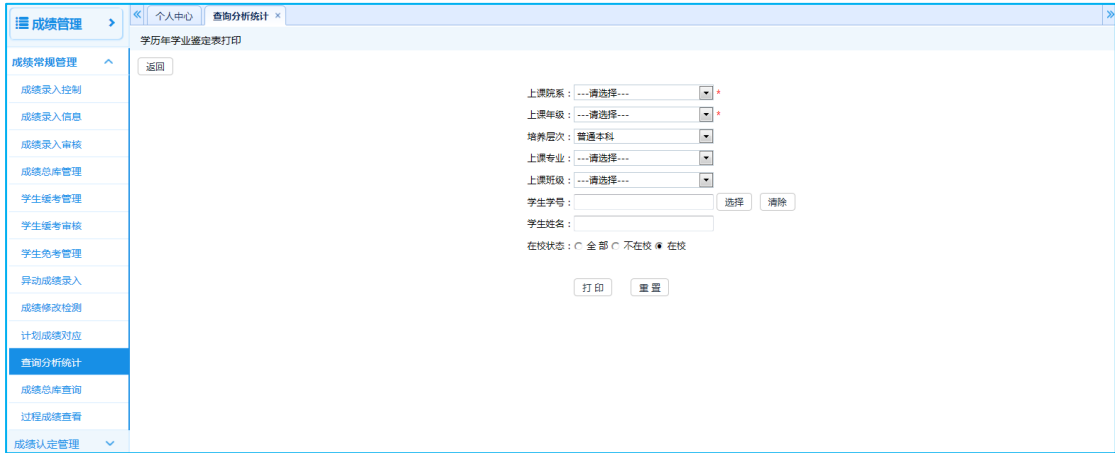 成绩管理
个人中心 查询分析统计 ×
学历年学业鉴定表打印
成绩常规管理
成绩录入控制
成绩录入信息
成绩录入审核
成绩总库管理
学生缓考管理
学生缓考审核
学生免考管理
异动成绩录入
成绩修改检测
计划成绩对应
查询分析统计
成绩总库查询
过程成绩查看
成绩认定管理
返回
上课院系：---请选择--- *
上课年级：---请选择--- *
培养层次：普通本科
上课专业：---请选择---
上课班级：---请选择---
学生学号： 选择 清除
学生姓名：
在校状态： 全 部 不在校 在校
打 印 重 置